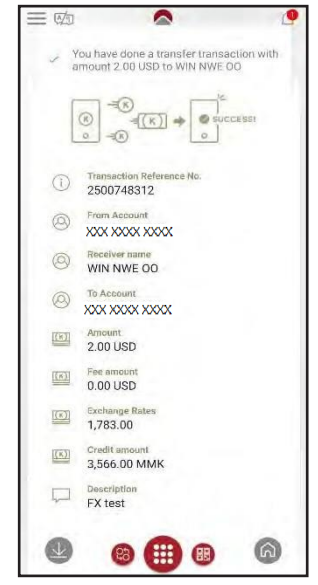 You have done a transfer transaction with
amount 2.00 USD to WIN NWE OO
SUCCESS!
Transaction Reference No.
2500748312
From Account
XXX XXXX XXXX
Receiver name
WIN NWE OO
To Account
XXX XXXX XXXX
Amount
2.00 USD
Fee amount
0.00 USD
Exchange Rates
1,783.00
Credit amount
3,566.00 MMK
Description
FX test